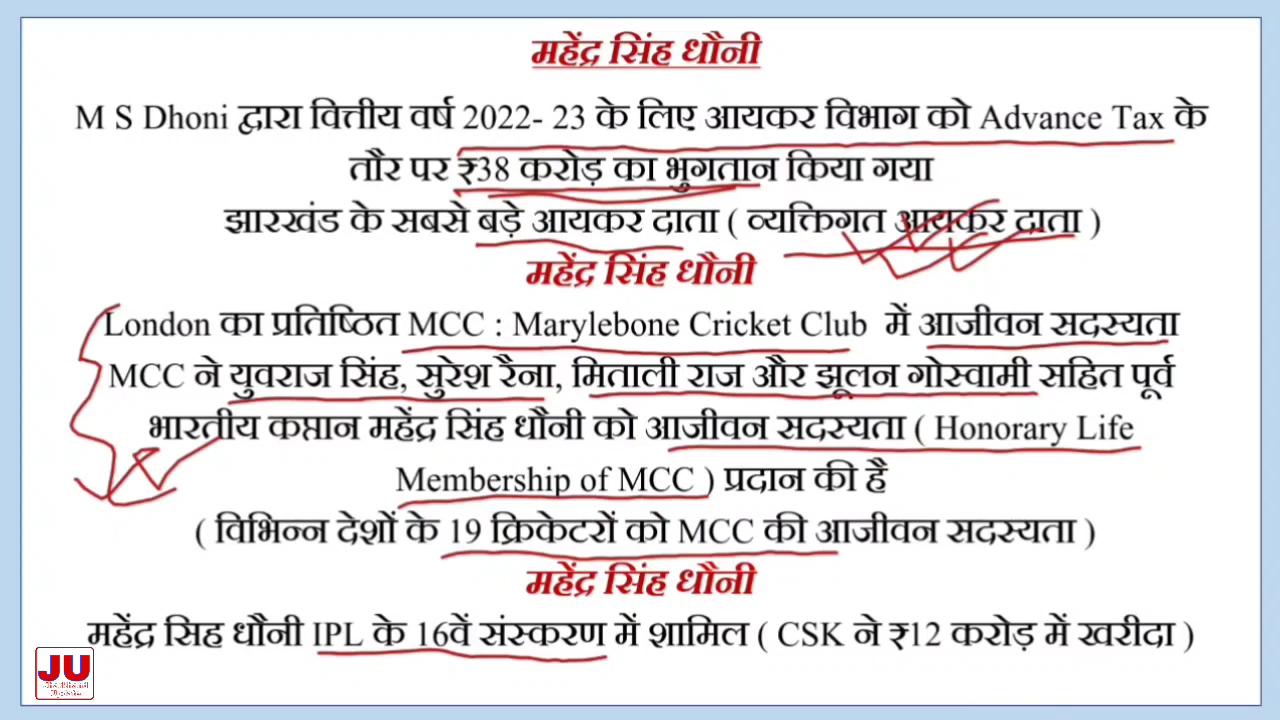 महेंद्र सिंह धौनी
M S Dhoni द्वारा वित्तीय वर्ष 2022- 23 के लिए आयकर विभाग को Advance Tax के
तौर पर ₹38 करोड़ का भुगतान किया गया
झारखंड के सबसे बड़े आयकर दाता ( व्यक्तिगत आयकर दाता )
महेंद्र सिंह धौनी
London का प्रतिष्ठित MCC : Marylebone Cricket Club में आजीवन सदस्यता
MCC ने युवराज सिंह, सुरेश रैना, मिताली राज और झूलन गोस्वामी सहित पूर्व
भारतीय कप्तान महेंद्र सिंह धौनी को आजीवन सदस्यता ( Honorary Life
Membership of MCC ) प्रदान की है
( विभिन्न देशों के 19 क्रिकेटरों को MCC की आजीवन सदस्यता )
महेंद्र सिंह धौनी
महेंद्र सिह धौनी IPL के 16वें संस्करण में शामिल ( CSK ने ₹12 करोड़ में खरीदा )
JU
Jharkhand
Update